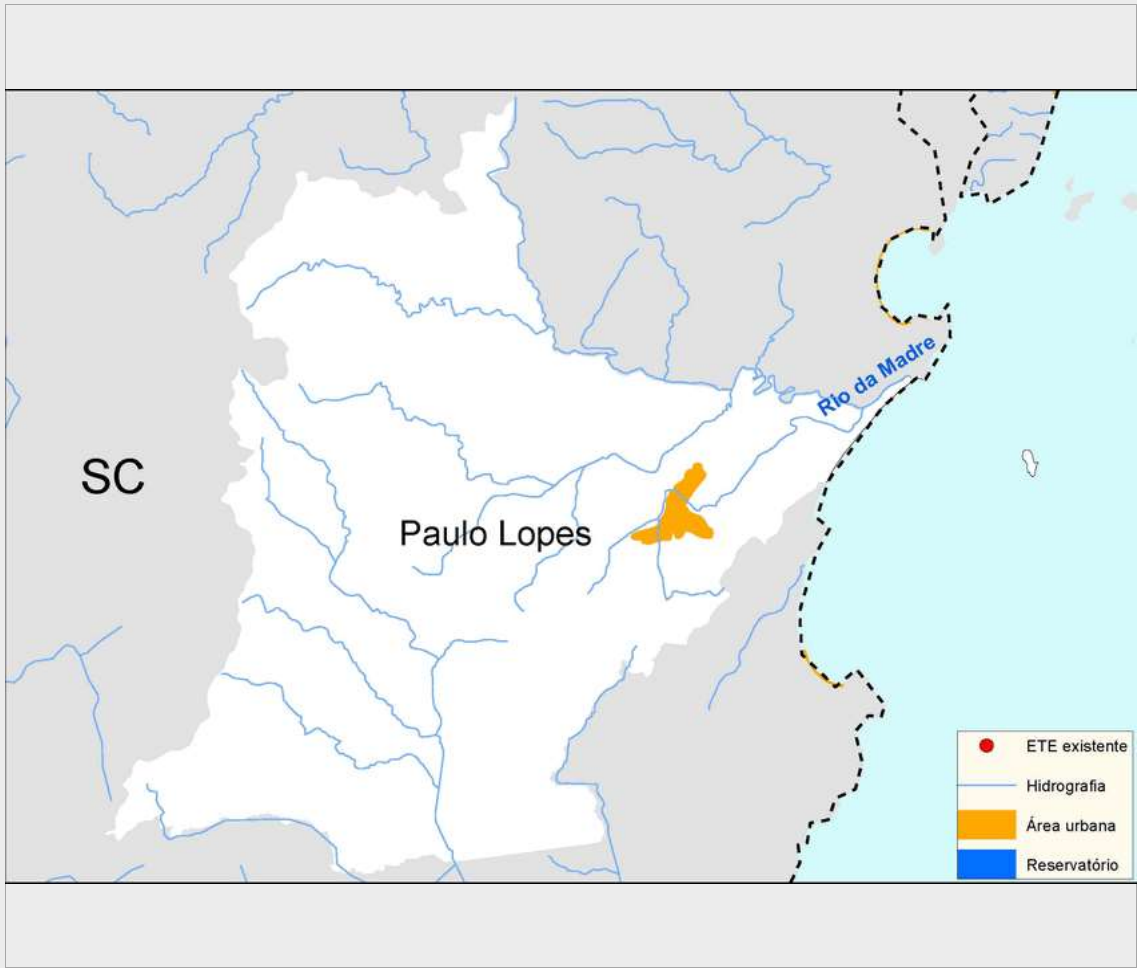 Rio da Madre
SC
Paulo Lopes
ETE existente
Hidrografia
Área urbana
Reservatório